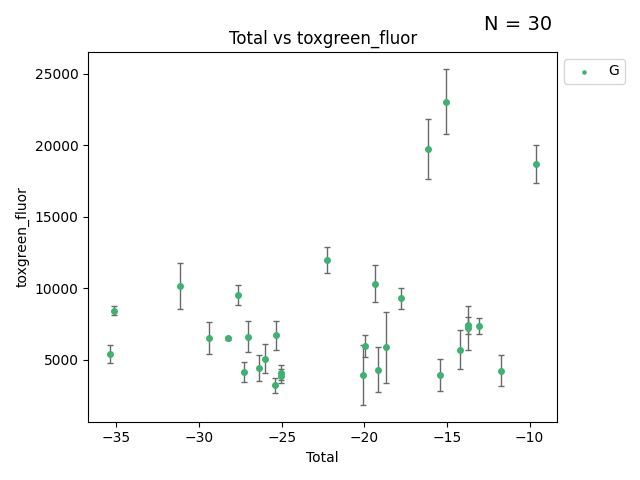 N = 30
Total vs toxgreen_fluor
G
toxgreen_fluor
25000
20000
15000
10000
5000
−35 −30 −25 −20 −15 −10
Total